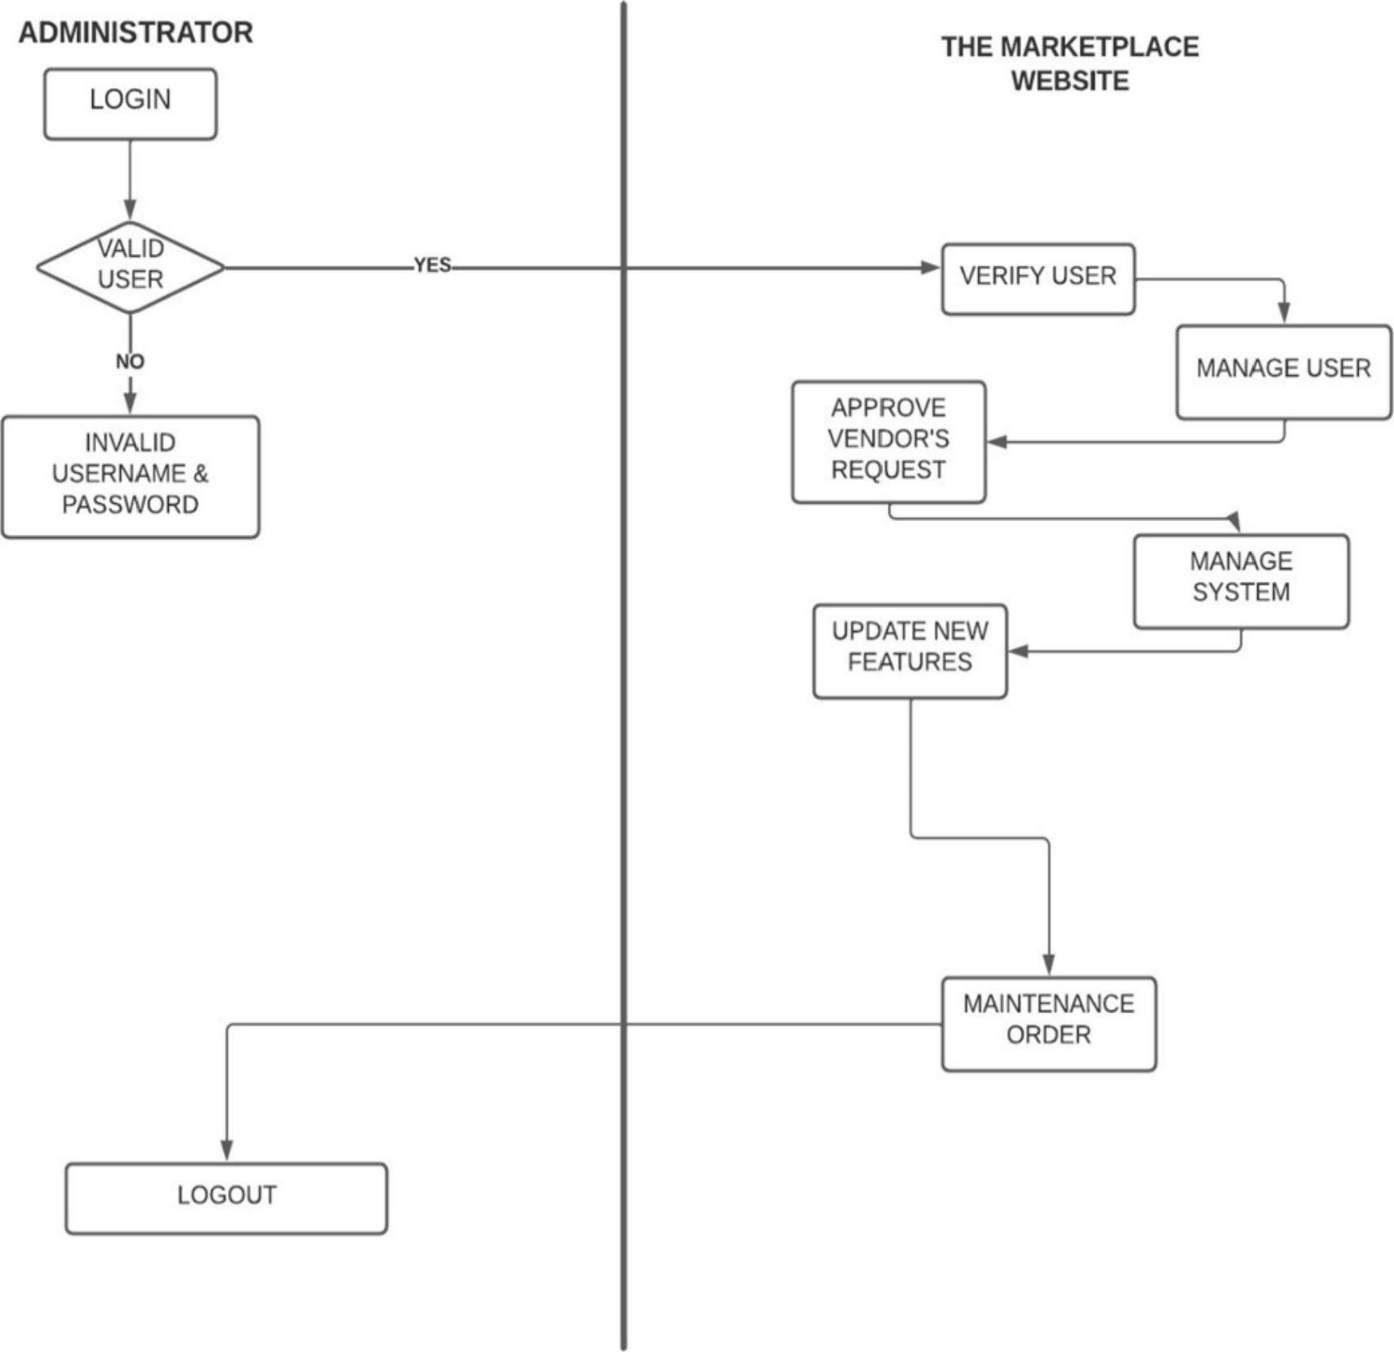 ADMINISTRATOR
LOGIN
VALID
USER
YES
NO
INVALID
USERNAME &
PASSWORD
LOGOUT
THE MARKETPLACE
WEBSITE
VERIFY USER
MANAGE USER
APPROVE
VENDOR'S
REQUEST
MANAGE
SYSTEM
UPDATE NEW
FEATURES
MAINTENANCE
ORDER